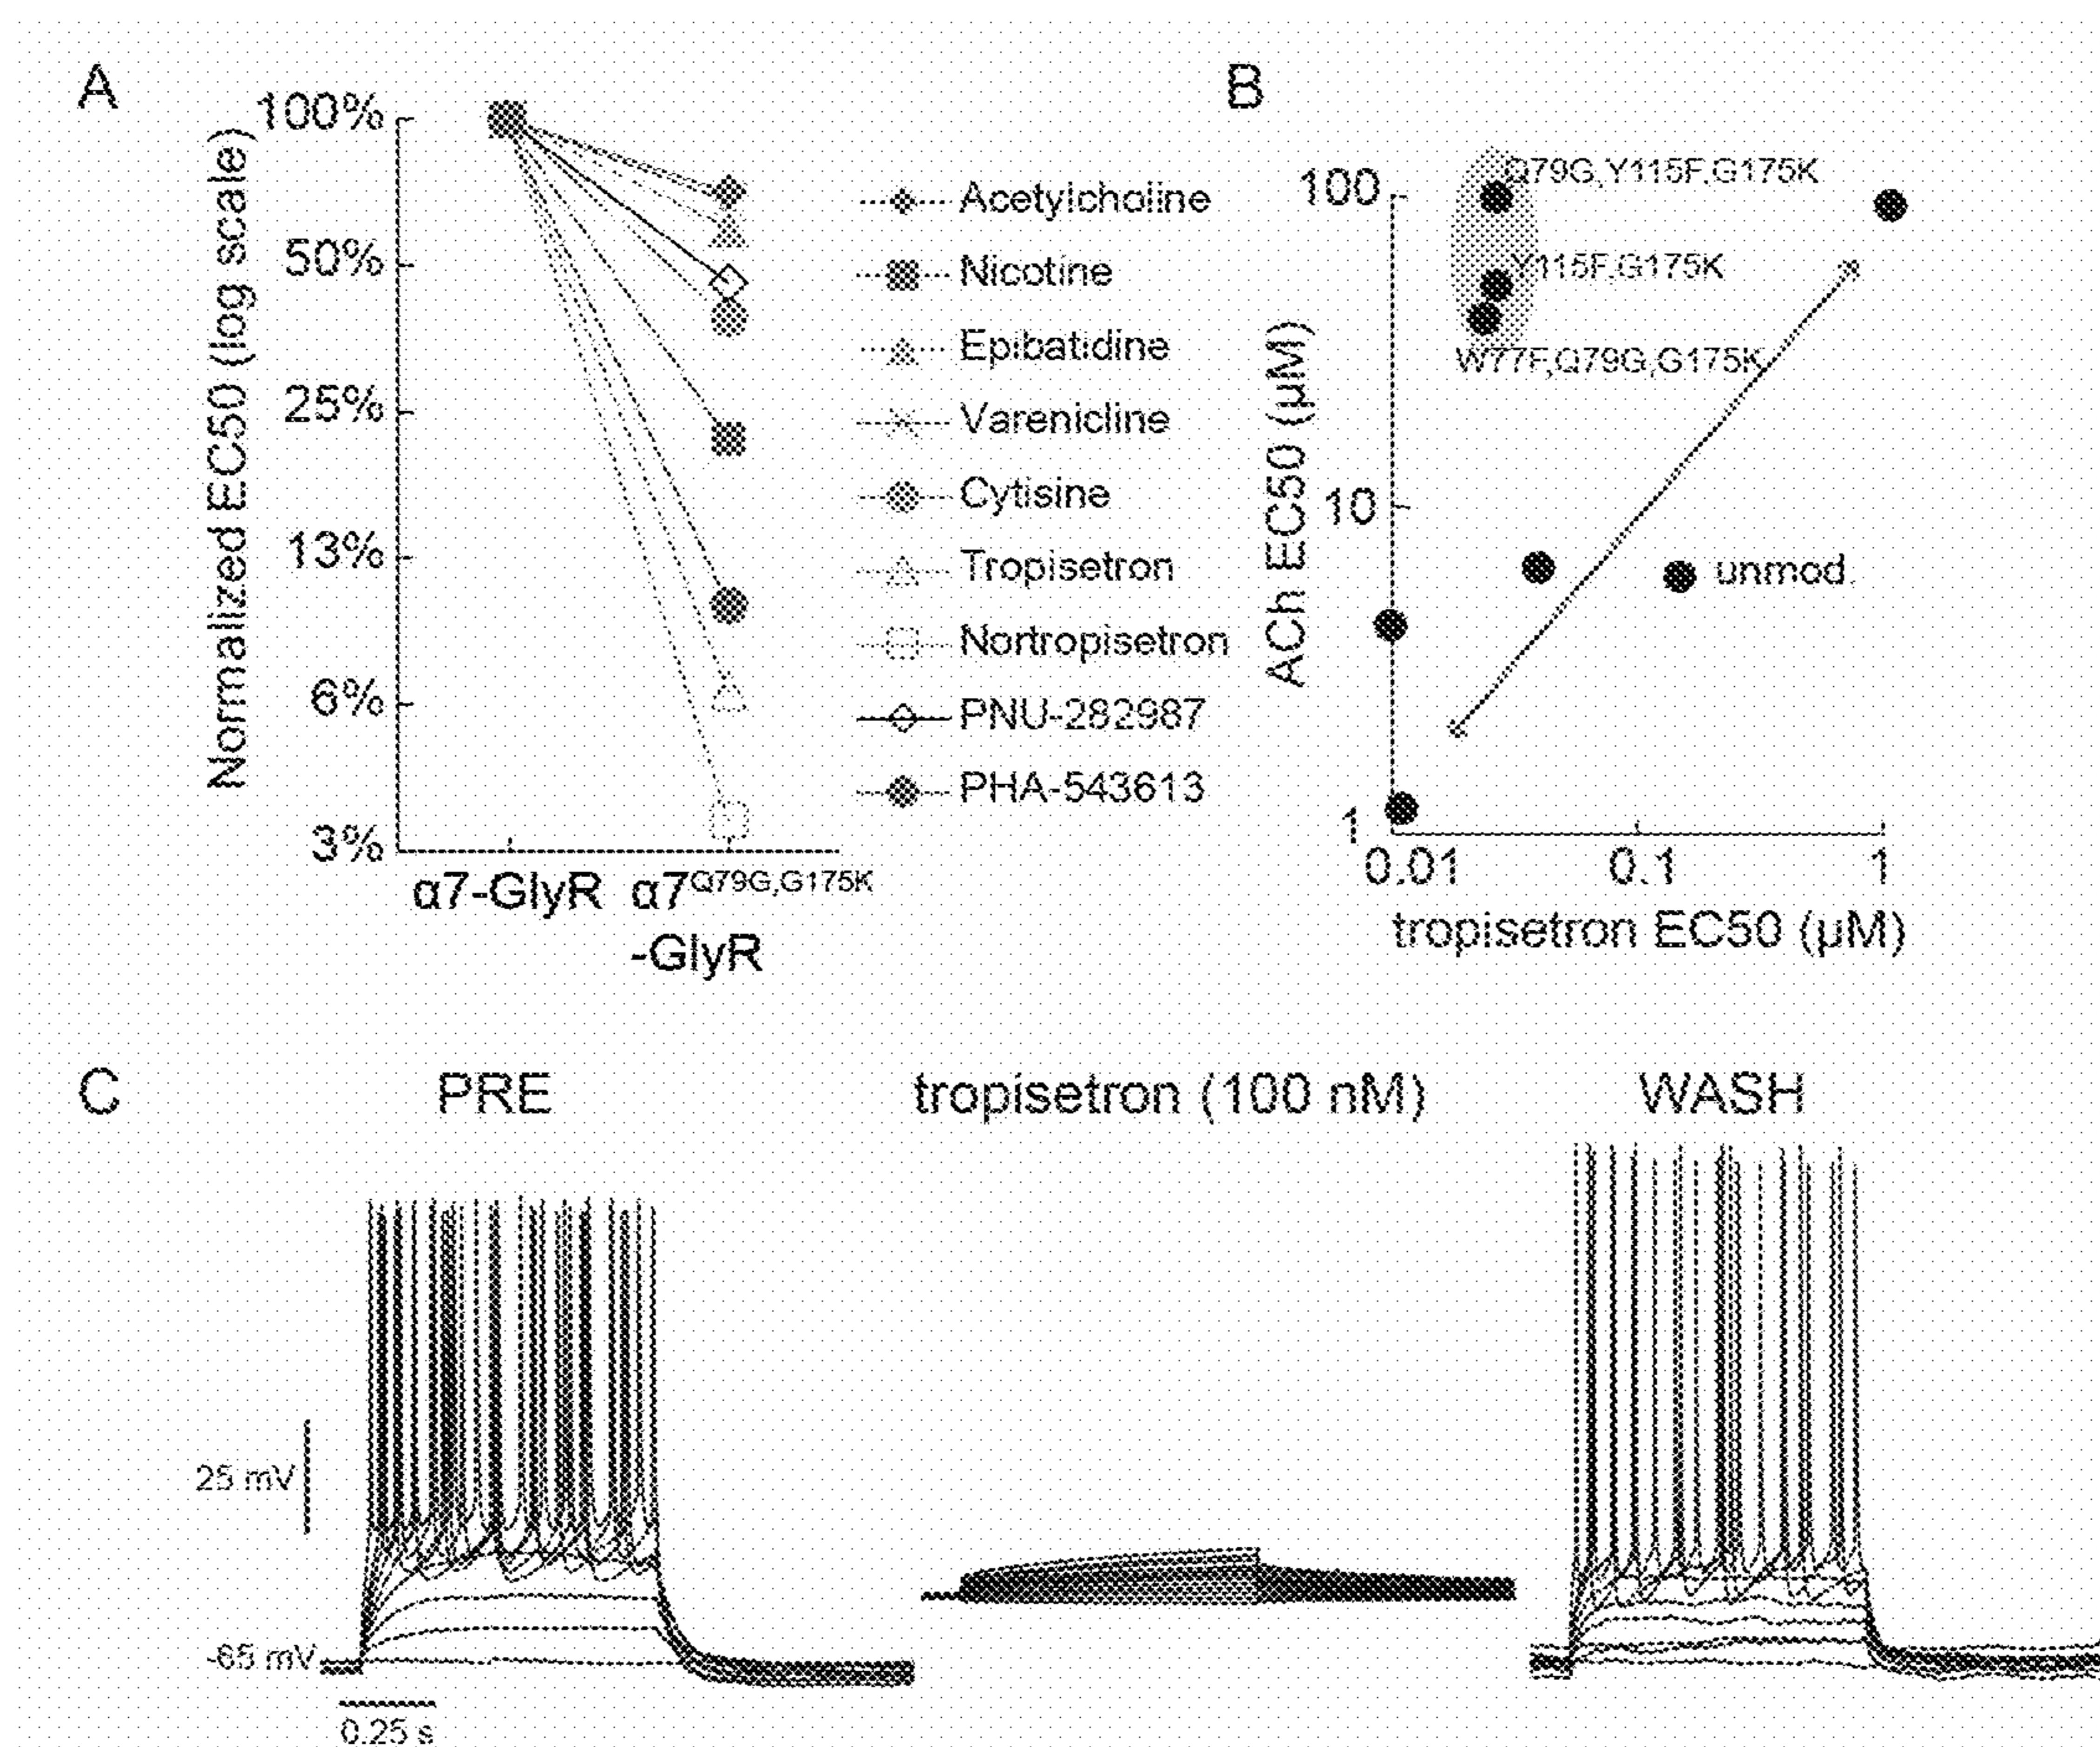 A
Normalized EC50 (log scale)
100%
50%
25%
13%
6%
3%
α7-GlyR
α7Q79G,G175K
-GlyR
Acetylcholine
Nicotine
Epibatidine
Varenicline
Cytisine
Tropisetron
Nortropisetron
PNU-282987
PHA-543613
B
ACh EC50 (µM)
100
10
1
Q79G,Y115F,G175K
Y115F,G175K
W77F,Q79G,G175K
unmod.
0.01
0.1
1
tropisetron EC50 (µM)
C
PRE
tropisetron (100 nM)
WASH
25 mV
-65 mV
0.25 s